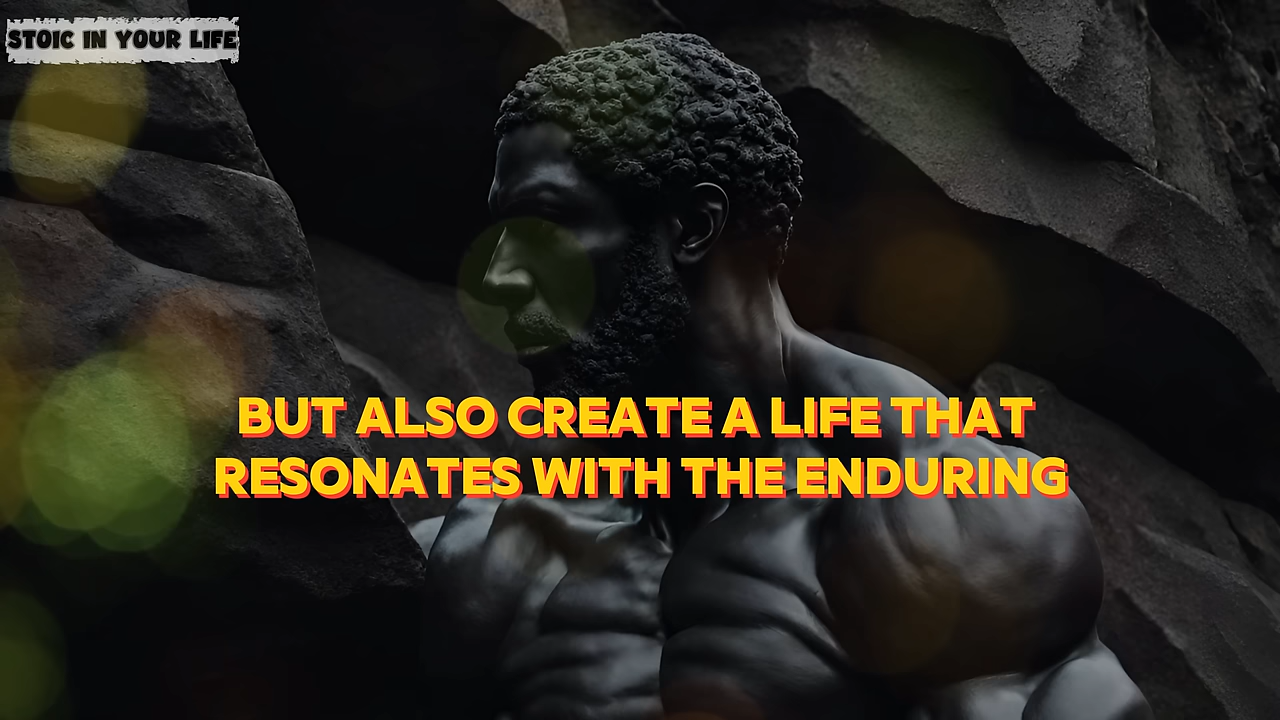 STOIC IN YOUR LIFE
BUT ALSO CREATE A LIFE THAT
RESONATES WITH THE ENDURING